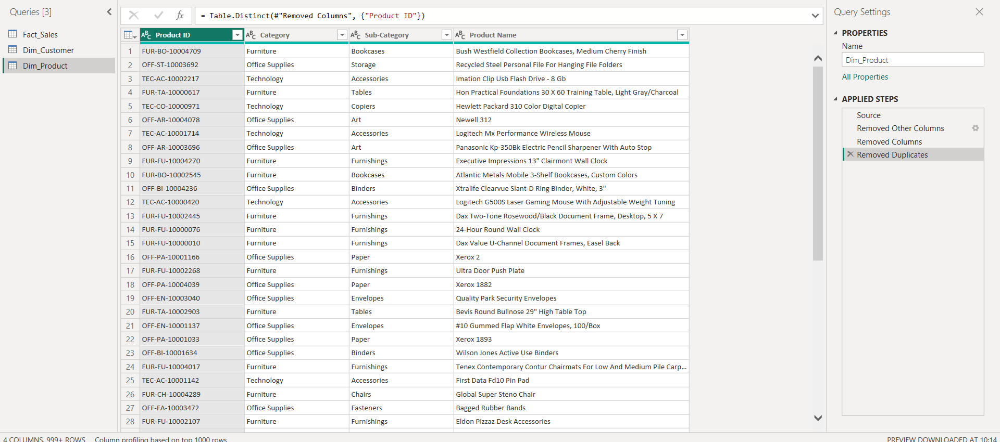 Queries [3]
Fact_Sales
Dim_Customer
Dim_Product
fx
= Table.Distinct(#"Removed Columns", {"Product ID"})
ABC Product ID ABC Category ABC Sub-Category ABC Product Name
1 FUR-BO-10004709 Furniture Bookcases Bush Westfield Collection Bookcases, Medium Cherry Finish
2 OFF-ST-10003692 Office Supplies Storage Recycled Steel Personal File For Hanging File Folders
3 TEC-AC-10002217 Technology Accessories Imation Clip Usb Flash Drive - 8 Gb
4 FUR-TA-10000617 Furniture Tables Hon Practical Foundations 30 X 60 Training Table, Light Gray/Charcoal
5 TEC-CO-10000971 Technology Copiers Hewlett Packard 310 Color Digital Copier
6 OFF-AR-10004078 Office Supplies Art Newell 312
7 TEC-AC-10001714 Technology Accessories Logitech Mx Performance Wireless Mouse
8 OFF-AR-10003696 Office Supplies Art Panasonic Kp-350Bk Electric Pencil Sharpener With Auto Stop
9 FUR-FU-10004270 Furniture Furnishings Executive Impressions 13" Clairmont Wall Clock
10 FUR-BO-10002545 Furniture Bookcases Atlantic Metals Mobile 3-Shelf Bookcases, Custom Colors
11 OFF-BI-10004236 Office Supplies Binders Xtralife Clearvue Slant-D Ring Binder, White, 3"
12 TEC-AC-10000420 Technology Accessories Logitech G500S Laser Gaming Mouse With Adjustable Weight Tuning
13 FUR-FU-10002445 Furniture Furnishings Dax Two-Tone Rosewood/Black Document Frame, Desktop, 5 X 7
14 FUR-FU-10000076 Furniture Furnishings 24-Hour Round Wall Clock
15 FUR-FU-10000010 Furniture Furnishings Dax Value U-Channel Document Frames, Easel Back
16 OFF-PA-10001166 Office Supplies Paper Xerox 2
17 FUR-FU-10002268 Furniture Furnishings Ultra Door Push Plate
18 OFF-PA-10004039 Office Supplies Paper Xerox 1882
19 OFF-EN-10003040 Office Supplies Envelopes Quality Park Security Envelopes
20 FUR-TA-10002903 Furniture Tables Bevis Round Bullnose 29" High Table Top
21 OFF-EN-10001137 Office Supplies Envelopes #10 Gummed Flap White Envelopes, 100/Box
22 OFF-PA-10001033 Office Supplies Paper Xerox 1893
23 OFF-BI-10001634 Office Supplies Binders Wilson Jones Active Use Binders
24 FUR-FU-10004017 Furniture Furnishings Tenex Contemporary Contur Chairmats For Low And Medium Pile Carp...
25 TEC-AC-10001142 Technology Accessories First Data Fd10 Pin Pad
26 FUR-CH-10004289 Furniture Chairs Global Super Steno Chair
27 OFF-FA-10003472 Office Supplies Fasteners Bagged Rubber Bands
28 FUR-FU-10002107 Furniture Furnishings Eldon Pizzaz Desk Accessories
Query Settings
PROPERTIES
Name
Dim_Product
All Properties
APPLIED STEPS
Source
Removed Other Columns
Removed Columns
Removed Duplicates
4 COLUMNS, 999+ ROWS Column profiling based on top 1000 rows
PREVIEW DOWNLOADED AT 10:14